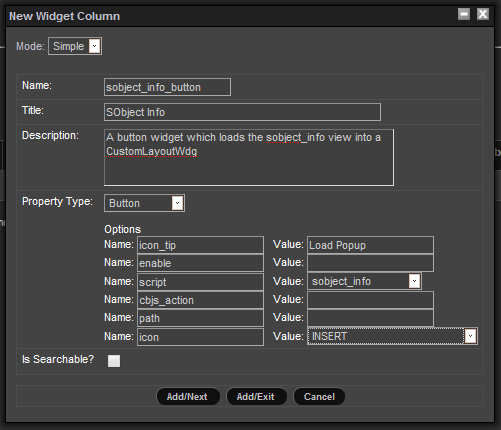 New Widget Column
Mode: Simple
Name: sobject_info_button
Title: SObject Info
Description: A button widget which loads the sobject_info view into a
CustomLayoutWdg
Property Type: Button
Options
Name: icon_tip Value: Load Popup
Name: enable Value:
Name: script Value: sobject_info
Name: cbjs_action Value:
Name: path Value:
Name: icon Value: INSERT
Is Searchable?
Add/Next Add/Exit Cancel